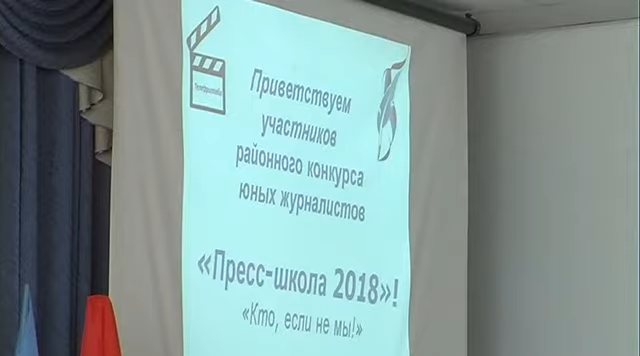 Приветствуем
участников
районного конкурса
юных журналистов
«Пресс-школа 2018»!
«Кто, если не мы!»